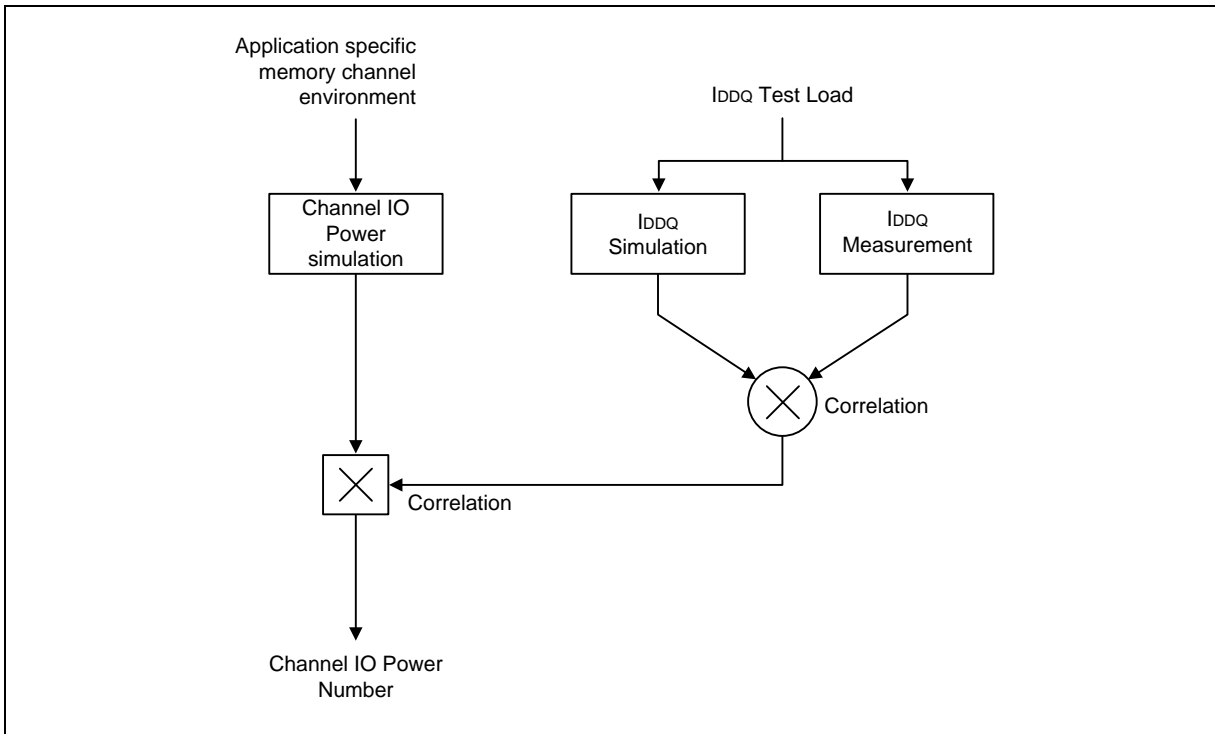 Application specific
memory channel
environment
IDDQ Test Load
Channel IO
Power
simulation
IDDQ
Simulation
IDDQ
Measurement
Correlation
Correlation
Channel IO Power
Number